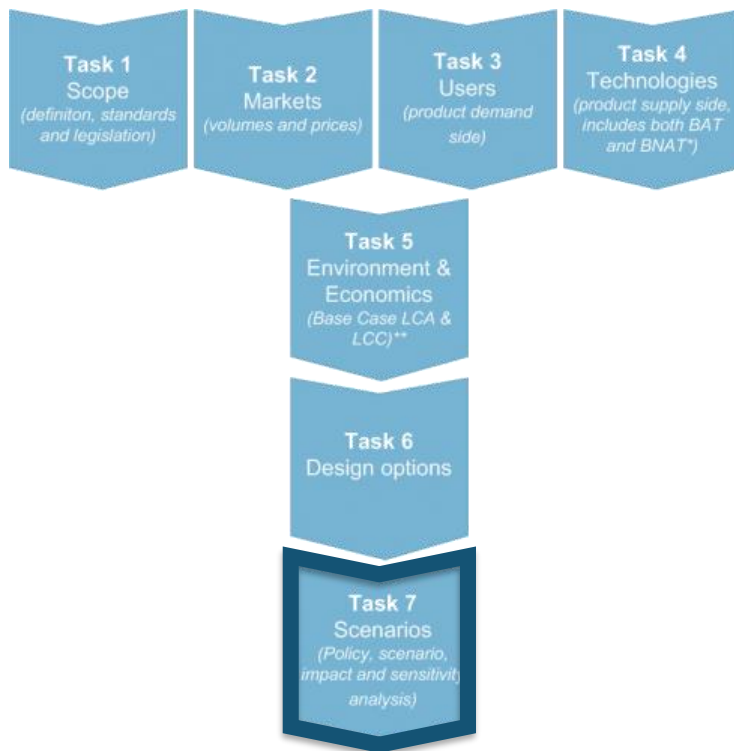 Task 1
Scope
(definiton, standards
and legislation)
Task 2
Markets
(volumes and prices)
Task 3
Users
(product demand
side)
Task 4
Technologies
(product supply side,
includes both BAT
and BNAT*)
Task 5
Environment &
Economics
(Base Case LCA &
LCC)**
Task 6
Design options
Task 7
Scenarios
(Policy, scenario,
impact and sensitivity
analysis)